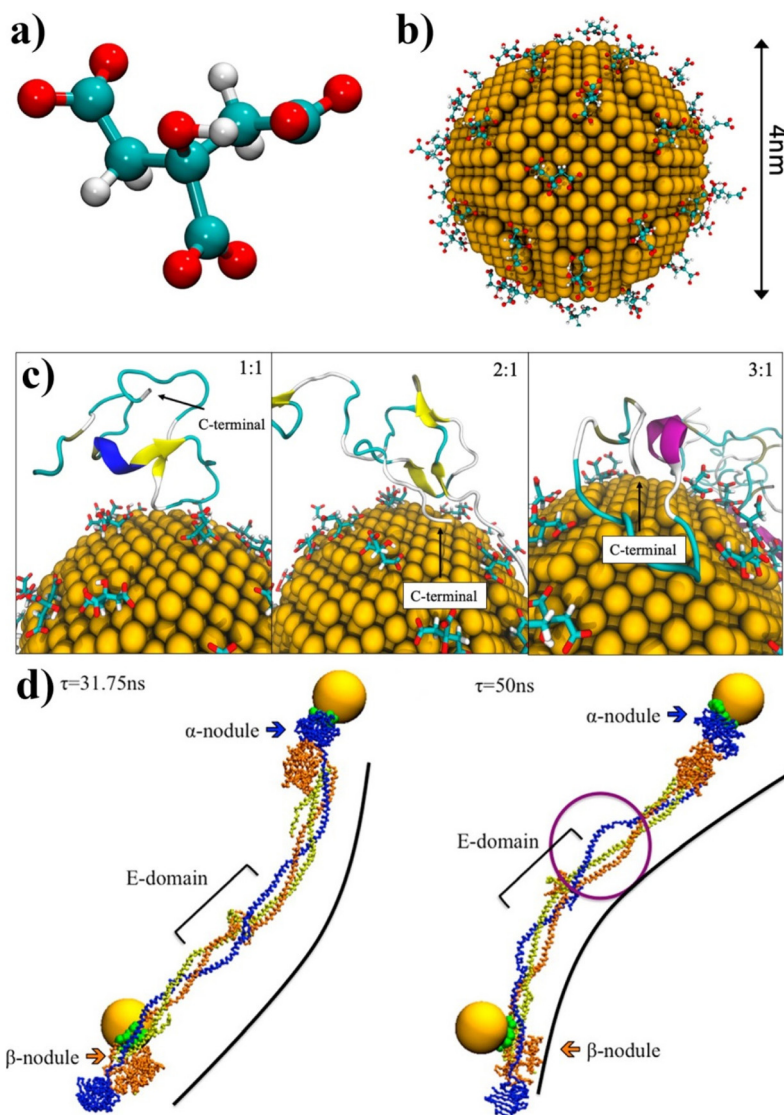 a)
b)
4nm
c)
1:1
C-terminal
2:1
C-terminal
3:1
C-terminal
d)
τ=31.75ns
α-nodule
E-domain
β-nodule
τ=50ns
α-nodule
E-domain
β-nodule